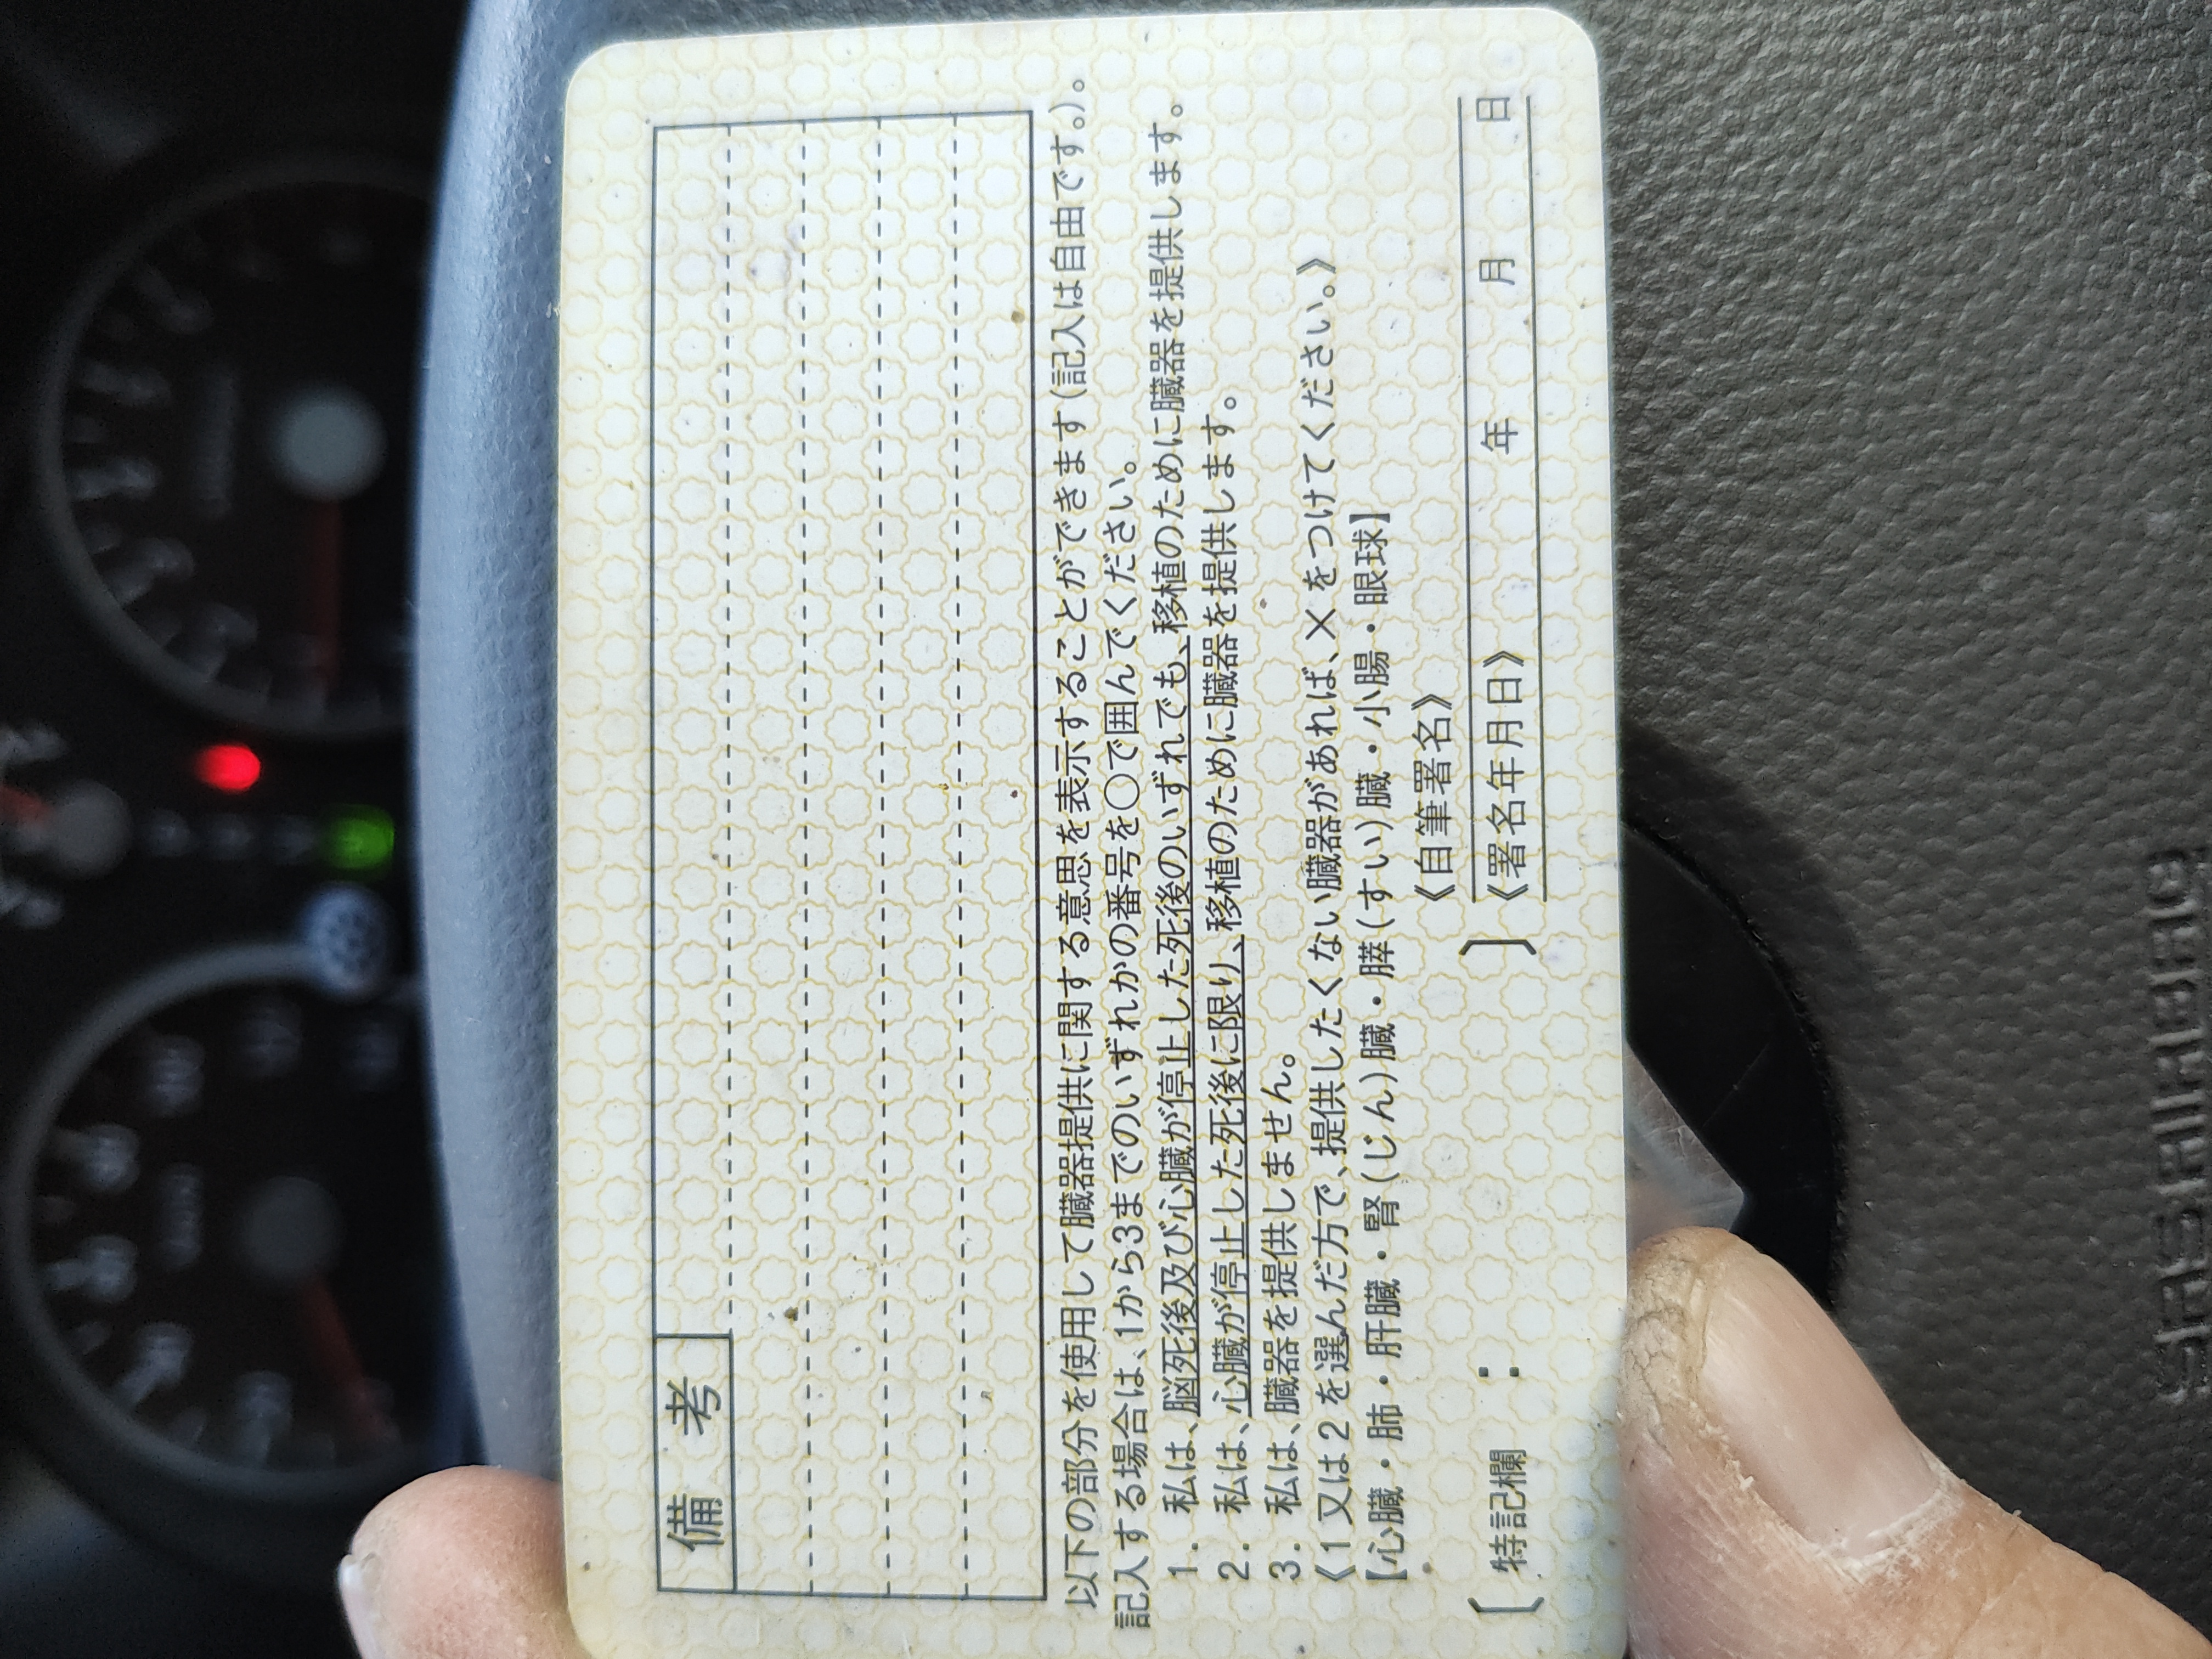 備考
以下の部分を使用して臓器提供に関する意思を表示することができます(記入は自由です。)。
記入する場合は、1から3までのいずれかの番号を○で囲んでください。
1. 私は、脳死後及び心臓が停止した死後のいずれでも、移植のために臓器を提供します。
2. 私は、心臓が停止した死後に限り、移植のために臓器を提供します。
3. 私は、臓器を提供しません。
《1又は2を選んだ方で、提供したくない臓器があれば、×をつけてください。》
【心臓・肺・肝臓・腎(じん)臓・膵(すい)臓・小腸・眼球】
〔特記欄: 〕
《自筆署名》
《署名年月日》 年 月 日
SRS AIRBAG